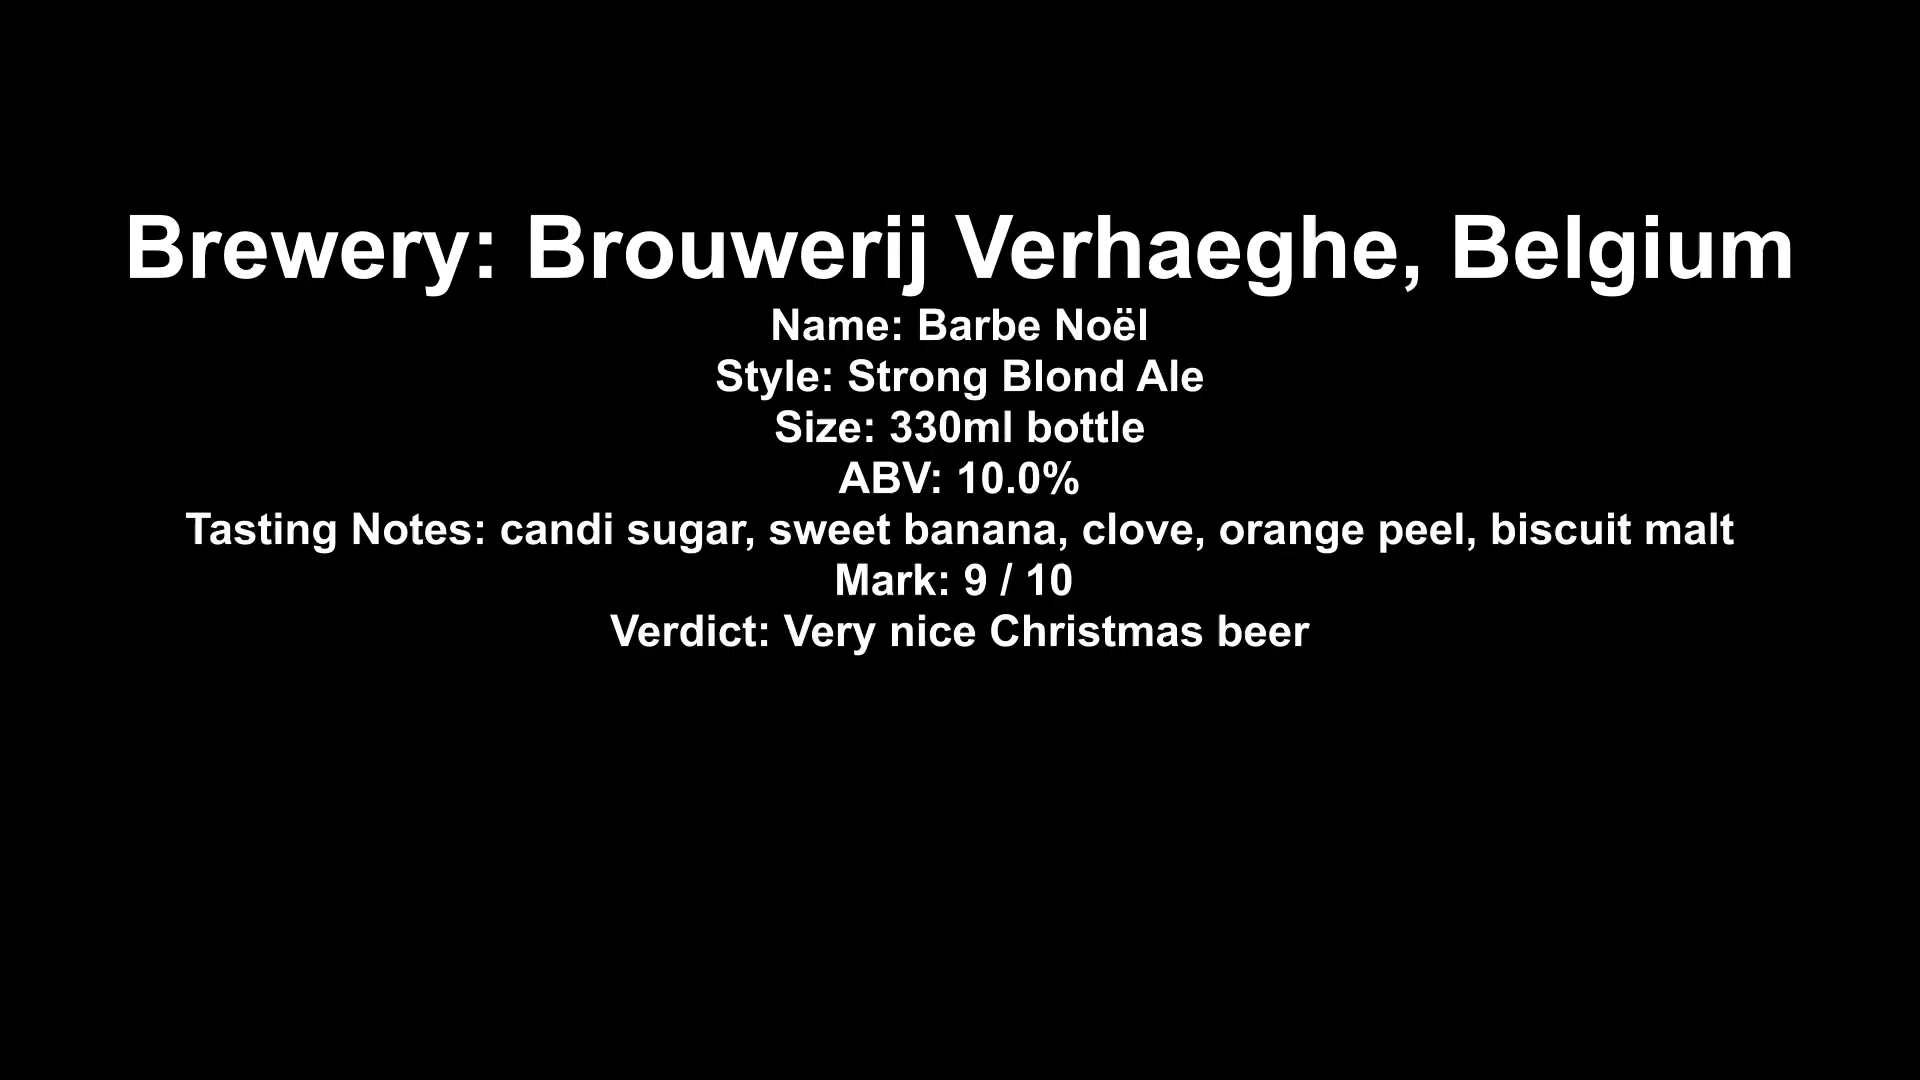 Brewery: Brouwerij Verhaeghe, Belgium
Name: Barbe Noël
Style: Strong Blond Ale
Size: 330ml bottle
ABV: 10.0%
Tasting Notes: candi sugar, sweet banana, clove, orange peel, biscuit malt
Mark: 9 / 10
Verdict: Very nice Christmas beer